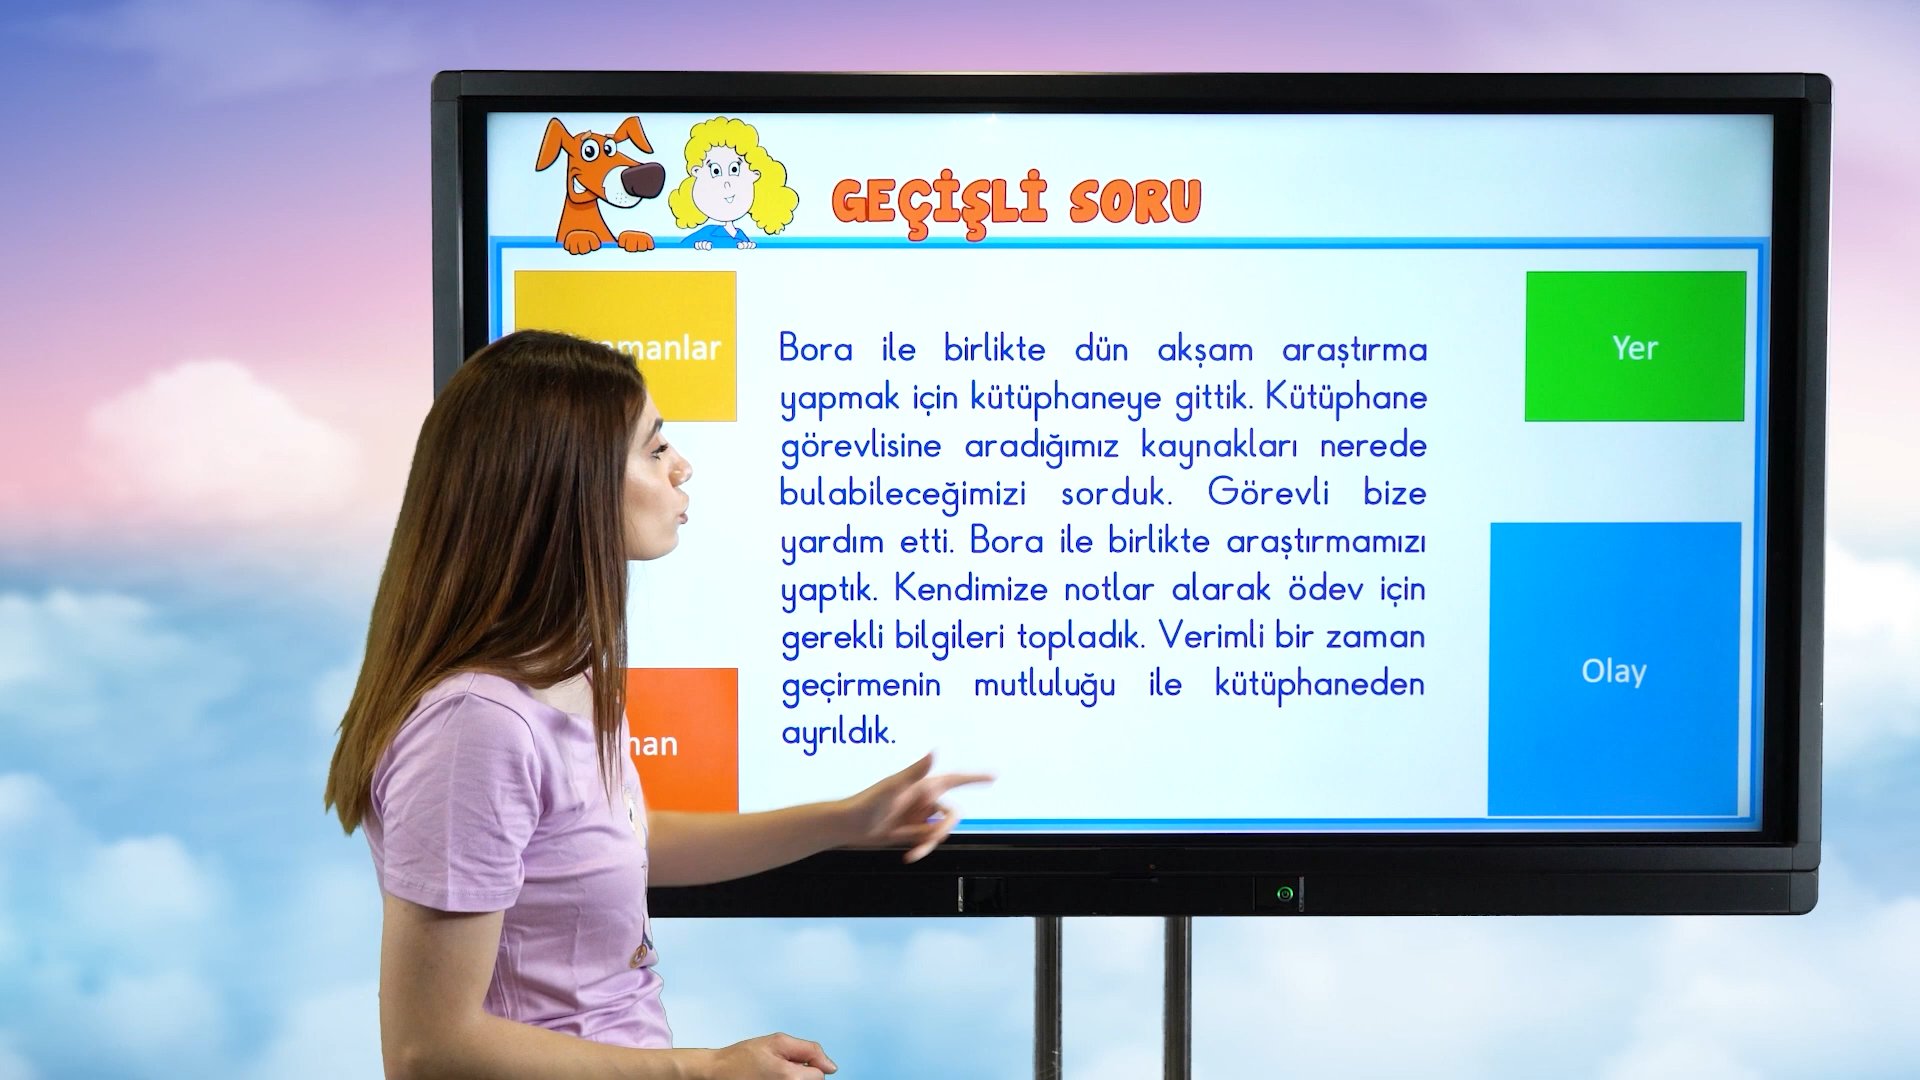 GEÇİŞLİ SORU
Yer
Bora ile birlikte dün akşam araştırma
yapmak için kütüphaneye gittik. Kütüphane
görevlisine aradığımız kaynakları nerede
bulabileceğimizi sorduk. Görevli bize
yardım etti. Bora ile birlikte araştırmamızı
yaptık. Kendimize notlar alarak ödev için
gerekli bilgileri topladık. Verimli bir zaman
geçirmenin mutluluğu ile kütüphaneden
ayrıldık.
Olay